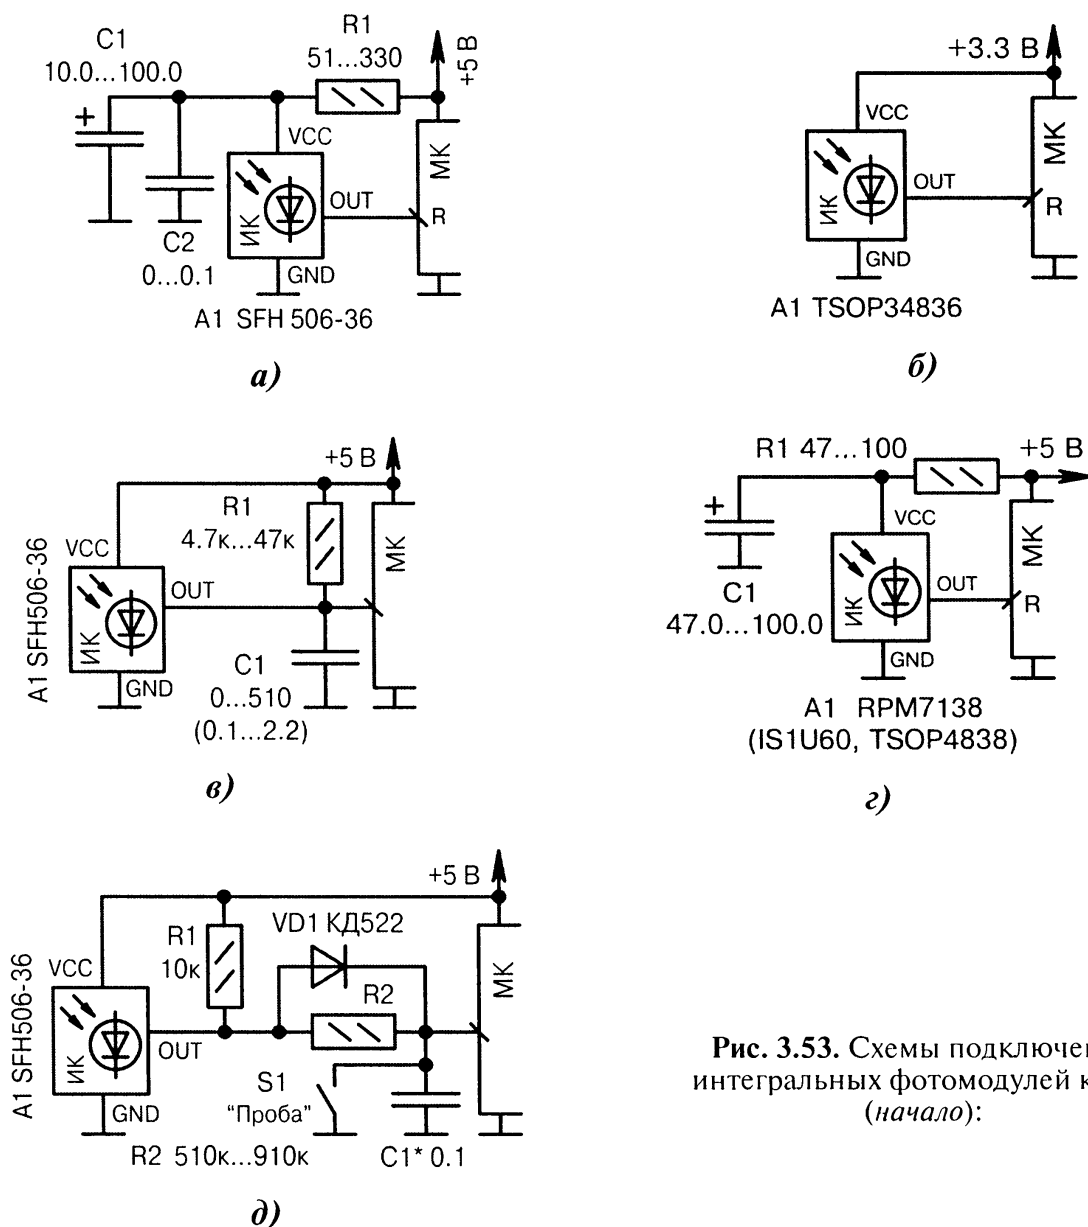 C1
10.0...100.0
R1
51...330
+5 В
+
VCC
МК
ИК
OUT
R
C2
0...0.1
GND
A1 SFH 506-36
а)
+3.3 В
VCC
МК
OUT
ИК
R
GND
A1 TSOP34836
б)
+5 В
R1
4.7к...47к
VCC
МК
A1 SFH506-36
OUT
ИК
GND
C1
0...510
(0.1...2.2)
в)
R1 47...100
+5 В
+
VCC
МК
OUT
ИК
R
C1
47.0...100.0
GND
A1 RPM7138
(IS1U60, TSOP4838)
г)
+5 В
R1
10к
VD1 КД522
VCC
МК
A1 SFH506-36
R2
OUT
ИК
S1
"Проба"
GND
R2 510к...910к
C1* 0.1
д)
Рис. 3.53. Схемы подключе
интегральных фотомодулей к
(начало):